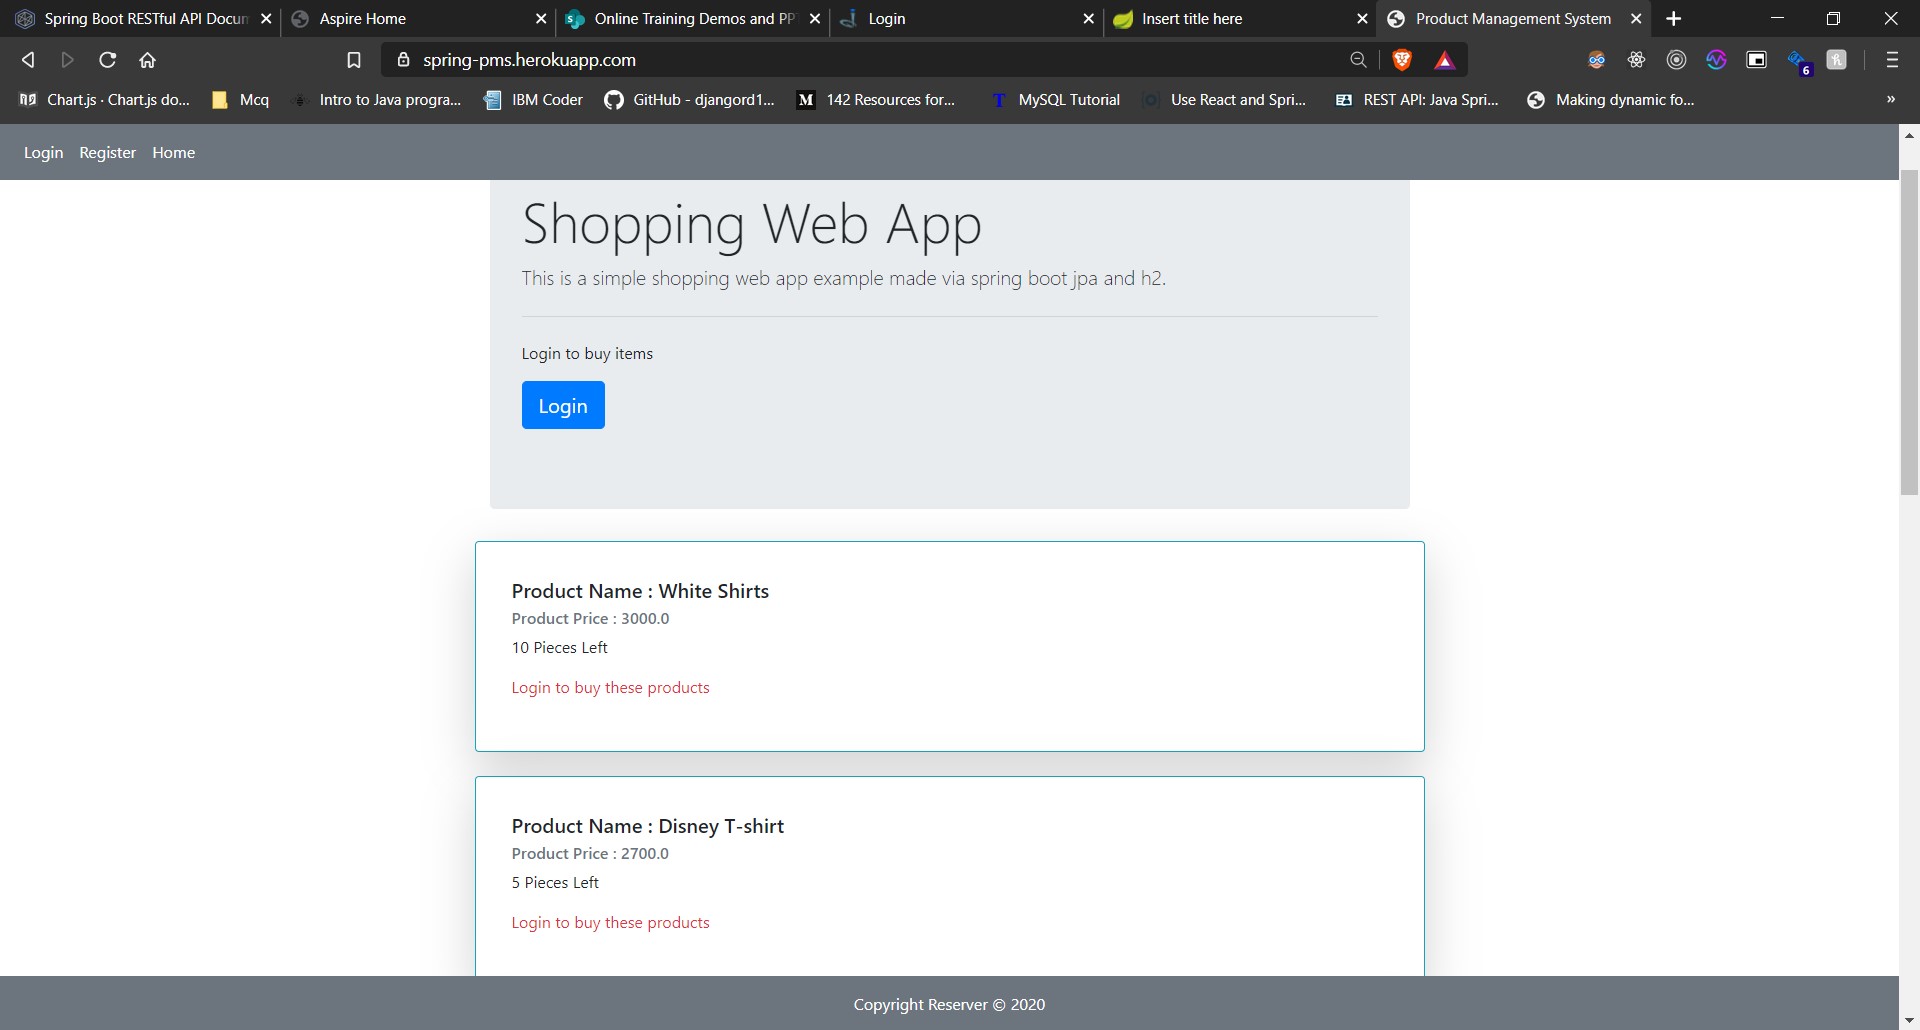 Spring Boot RESTful API Docum
Aspire Home
Online Training Demos and PP
Login
Insert title here
Product Management System
spring-pms.herokuapp.com
6
Chart.js · Chart.js do...
Mcq
Intro to Java progra...
IBM Coder
GitHub - djangord1...
M
142 Resources for...
T
MySQL Tutorial
Use React and Spri...
REST API: Java Spri...
Making dynamic fo...
»
Login Register Home
Shopping Web App
This is a simple shopping web app example made via spring boot jpa and h2.
Login to buy items
Login
Product Name : White Shirts
Product Price : 3000.0
10 Pieces Left
Login to buy these products
Product Name : Disney T-shirt
Product Price : 2700.0
5 Pieces Left
Login to buy these products
Copyright Reserver © 2020